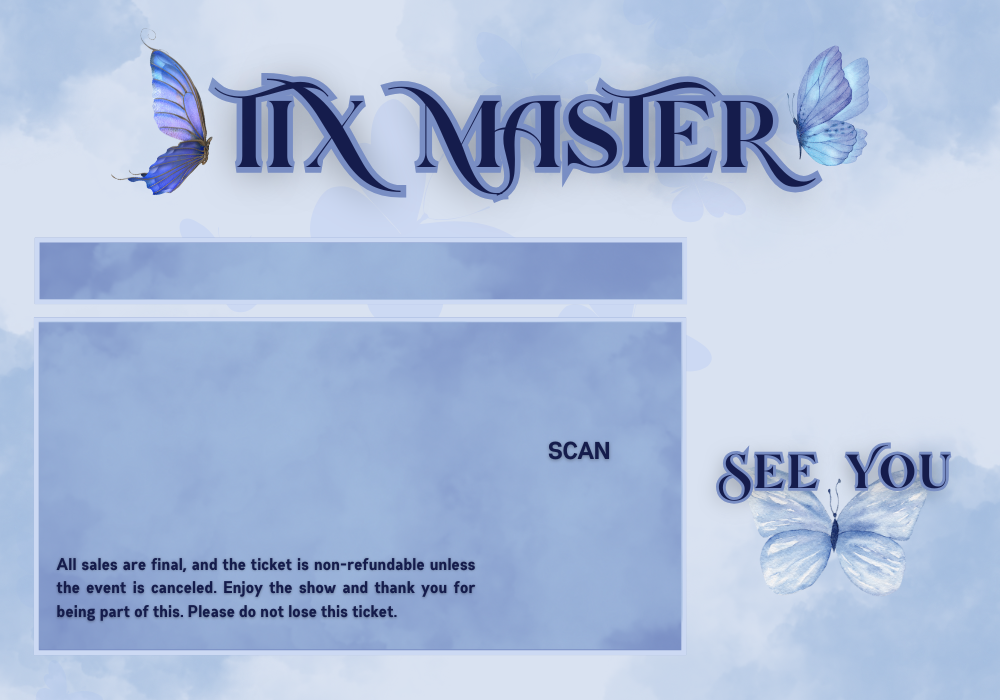 TIX MASTER
SCAN
SEE YOU
All sales are final, and the ticket is non-refundable unless
the event is canceled. Enjoy the show and thank you for
being part of this. Please do not lose this ticket.